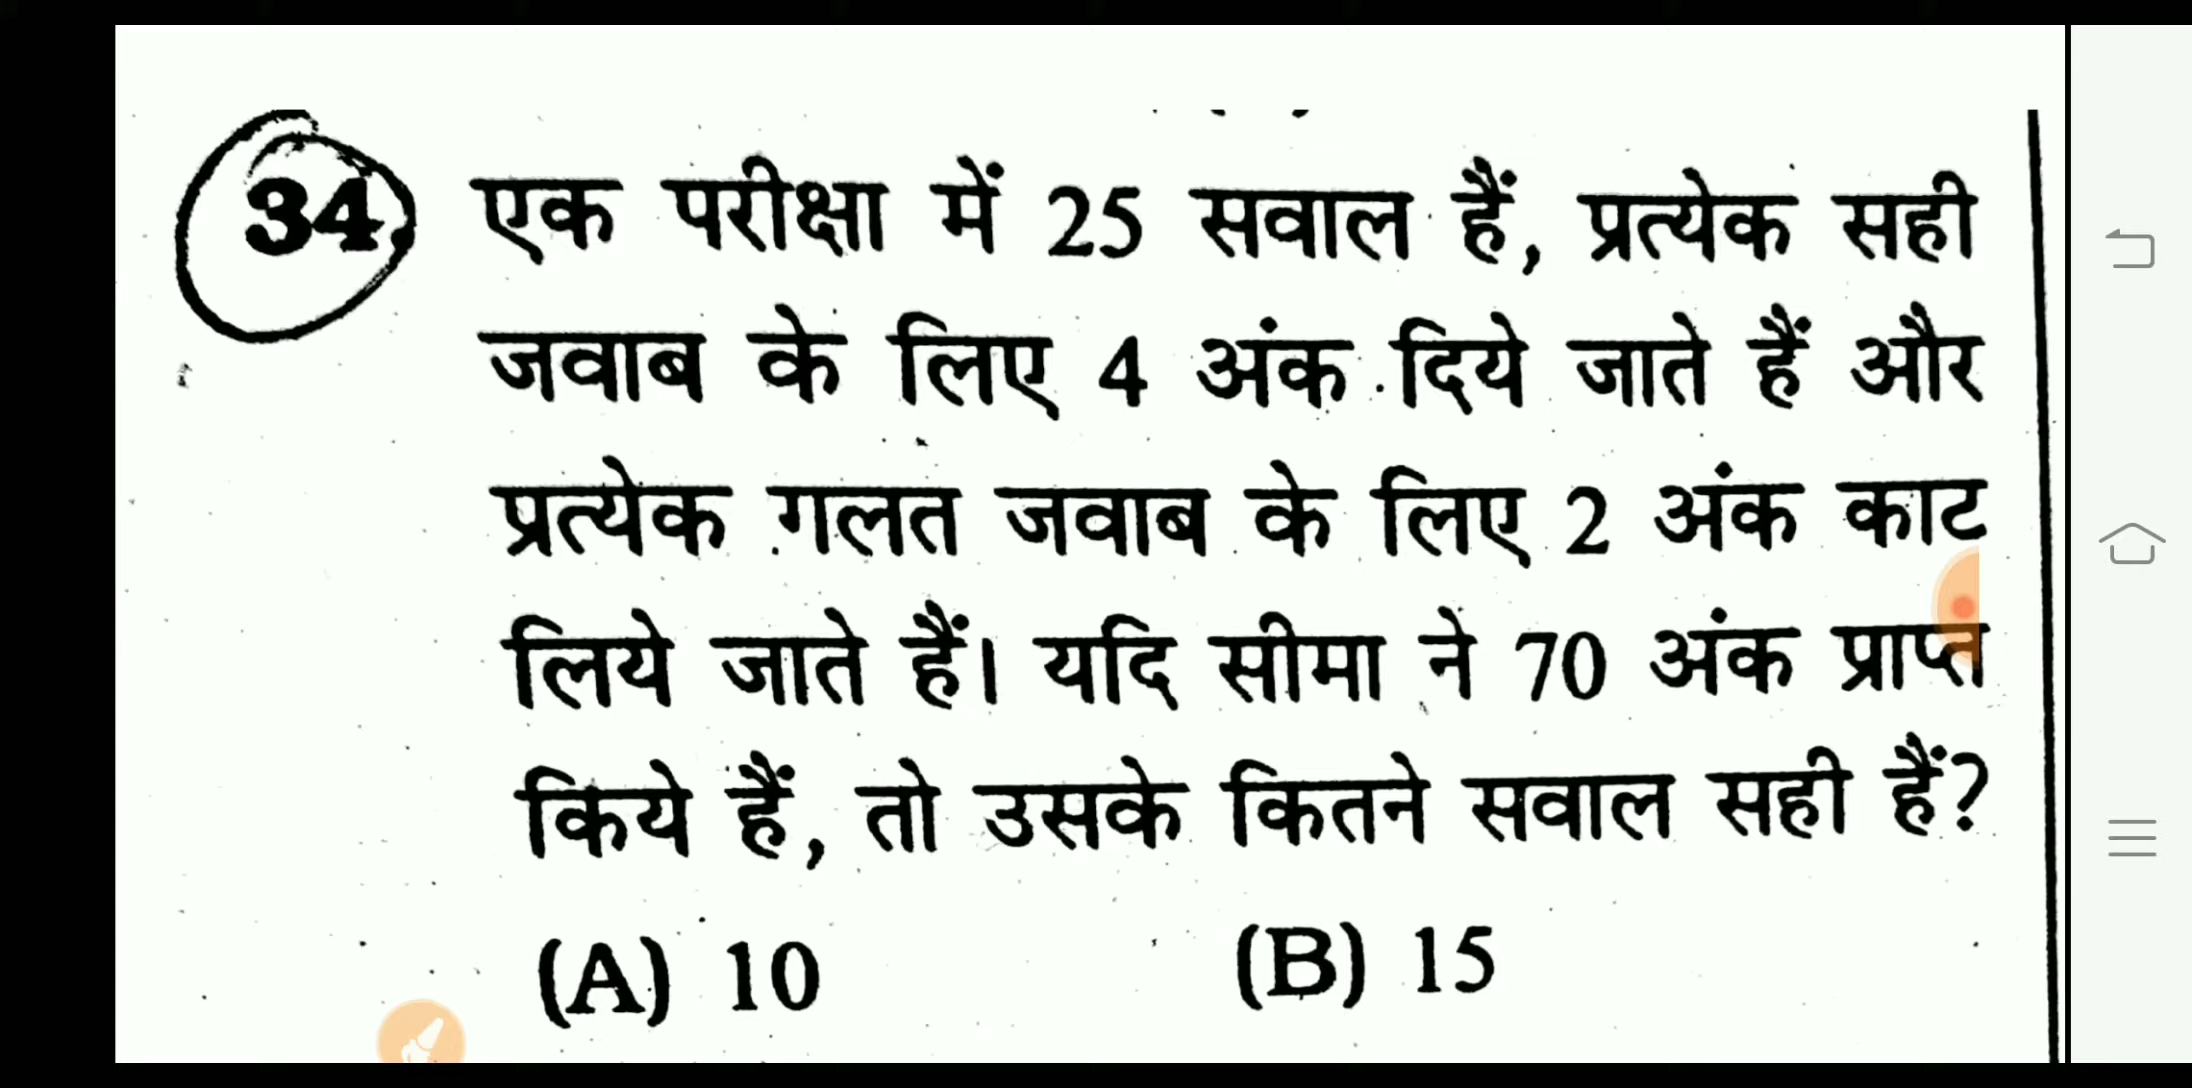 34. एक परीक्षा में 25 सवाल हैं, प्रत्येक सही
जवाब के लिए 4 अंक दिये जाते हैं और
प्रत्येक गलत जवाब के लिए 2 अंक काट
लिये जाते हैं। यदि सीमा ने 70 अंक प्राप्त
किये हैं, तो उसके कितने सवाल सही हैं?
(A) 10 (B) 15